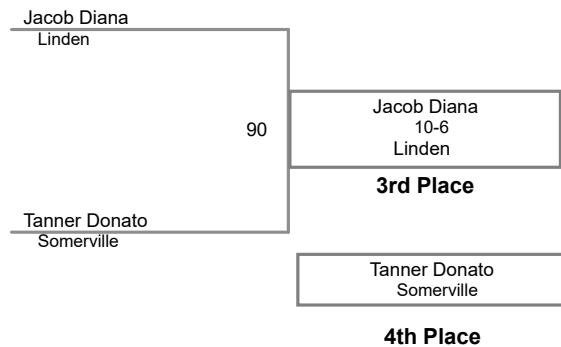 Jacob Diana
Linden
90
Jacob Diana
10-6
Linden
3rd Place
Tanner Donato
Somerville
Tanner Donato
Somerville
4th Place